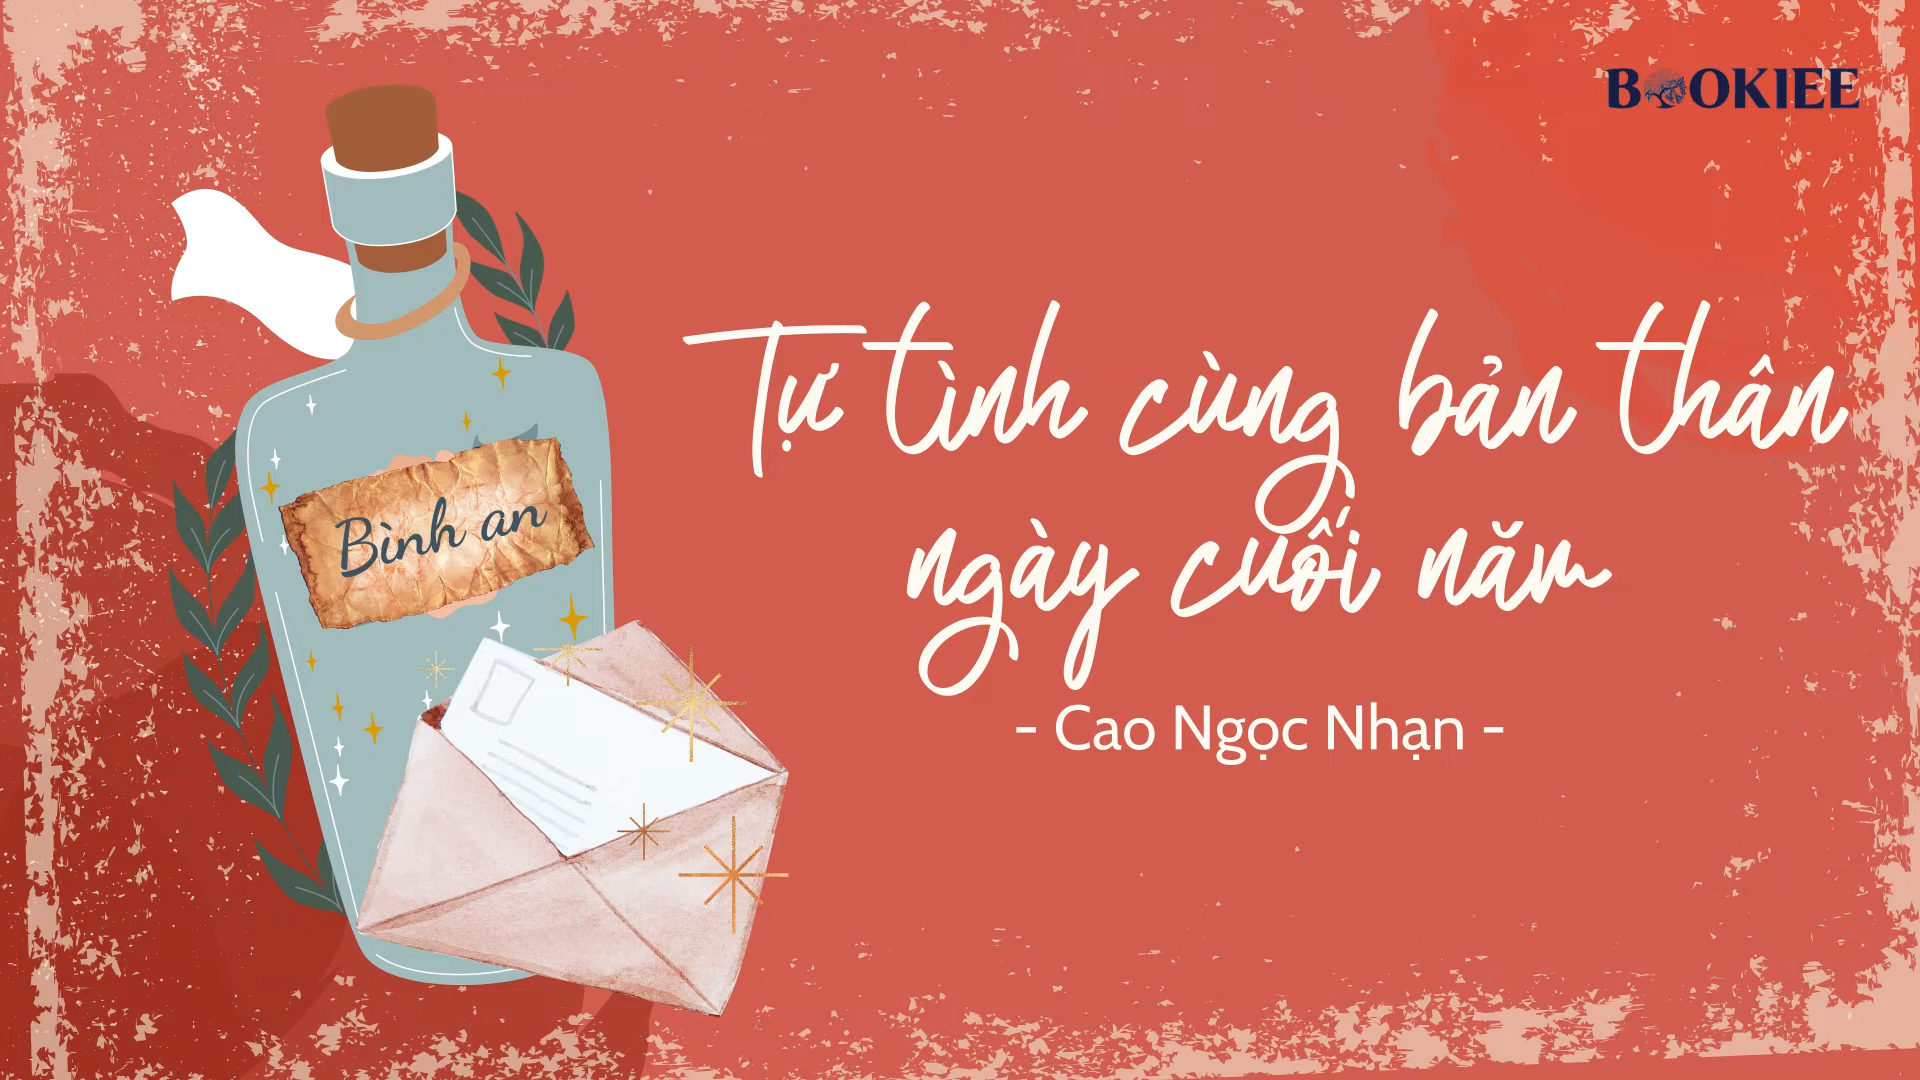 BOOKIEE
Tự tình cùng bản thân
ngày cuối năm
- Cao Ngọc Nhạn -
Bình an